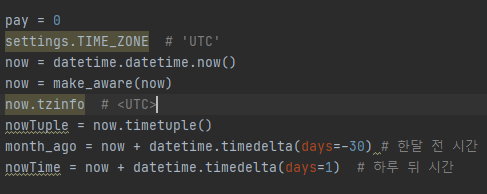 pay = 0
settings.TIME_ZONE  # 'UTC'
now = datetime.datetime.now()
now = make_aware(now)
now.tzinfo  # <UTC>
nowTuple = now.timetuple()
month_ago = now + datetime.timedelta(days=-30) # 한달 전 시간
nowTime = now + datetime.timedelta(days=1)  # 하루 뒤 시간